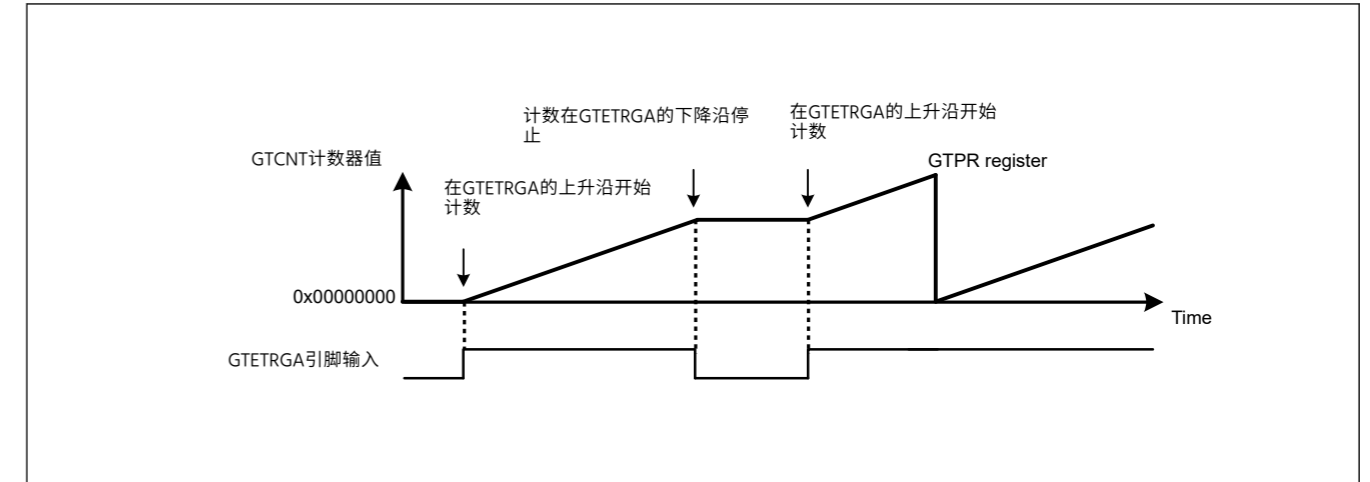 计数在GTETRGA的下降沿停
止
在GTETRGA的上升沿开始
计数
GTCNT计数器值
GTPR register
在GTETRGA的上升沿开始
计数
0x00000000
Time
GTETRGA引脚输入